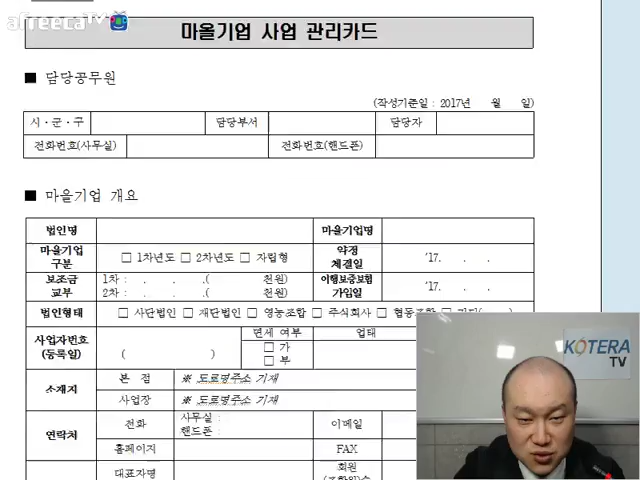 afreecaTV
마을기업 사업 관리카드
■ 담당공무원
(작성기준일 : 2017년 월 일)
시·군·구 담당부서 담당자
전화번호(사무실) 전화번호(핸드폰)
■ 마을기업 개요
법인명 마을기업명
마을기업 구분 □ 1차년도 □ 2차년도 □ 자립형 약정 체결일 '17. . .
보조금 교부 1차 : . . .( 천원) 2차 : . . .( 천원) 이행보증보험 가입일 '17. . .
법인형태 □ 사단법인 □ 재단법인 □ 영농조합 □ 주식회사 □ 협동조합 □ 기타(
사업자번호 (등록일) ( ) 면세 여부 □ 가 □ 부 업태
소재지 본 점 ※ 도로명주소 기재
사업장 ※ 도로명주소 기재
연락처 전화 사무실 : 핸드폰 : 이메일
홈페이지 FAX
대표자명 회원
KOTERA
TV